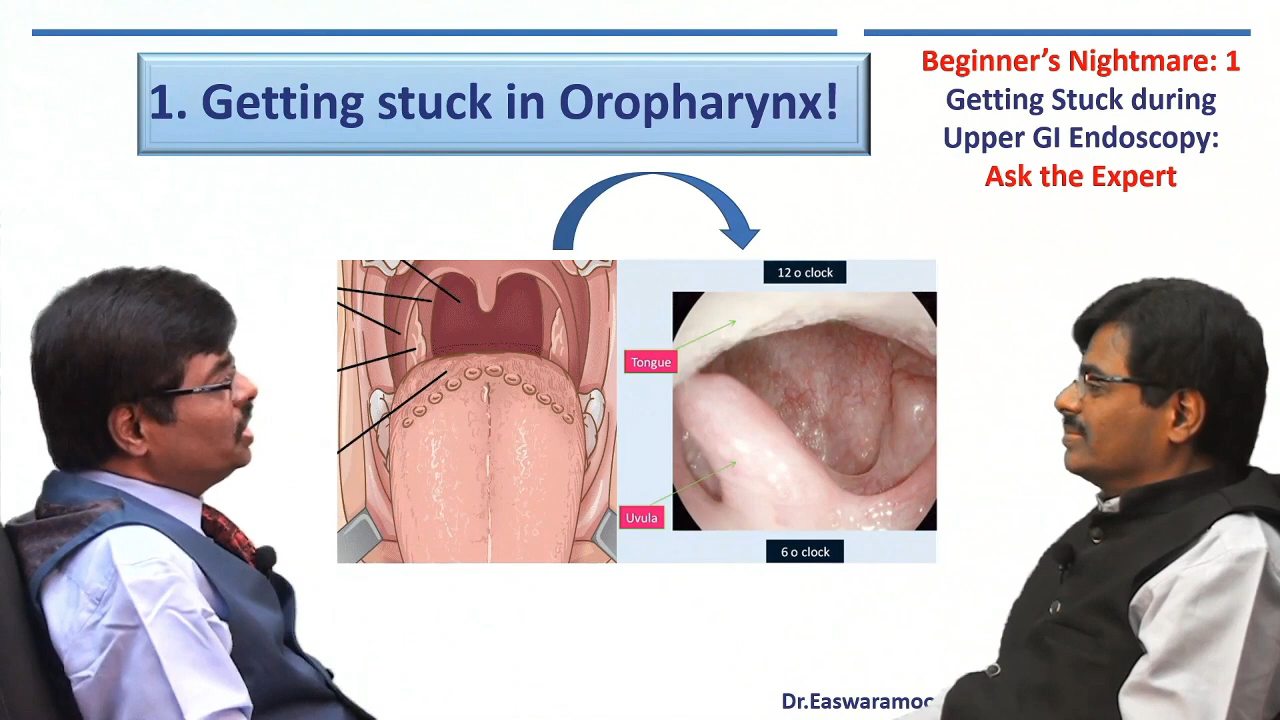 1. Getting stuck in Oropharynx!
Beginner’s Nightmare: 1
Getting Stuck during
Upper GI Endoscopy:
Ask the Expert
12 o clock
Tongue
Uvula
6 o clock